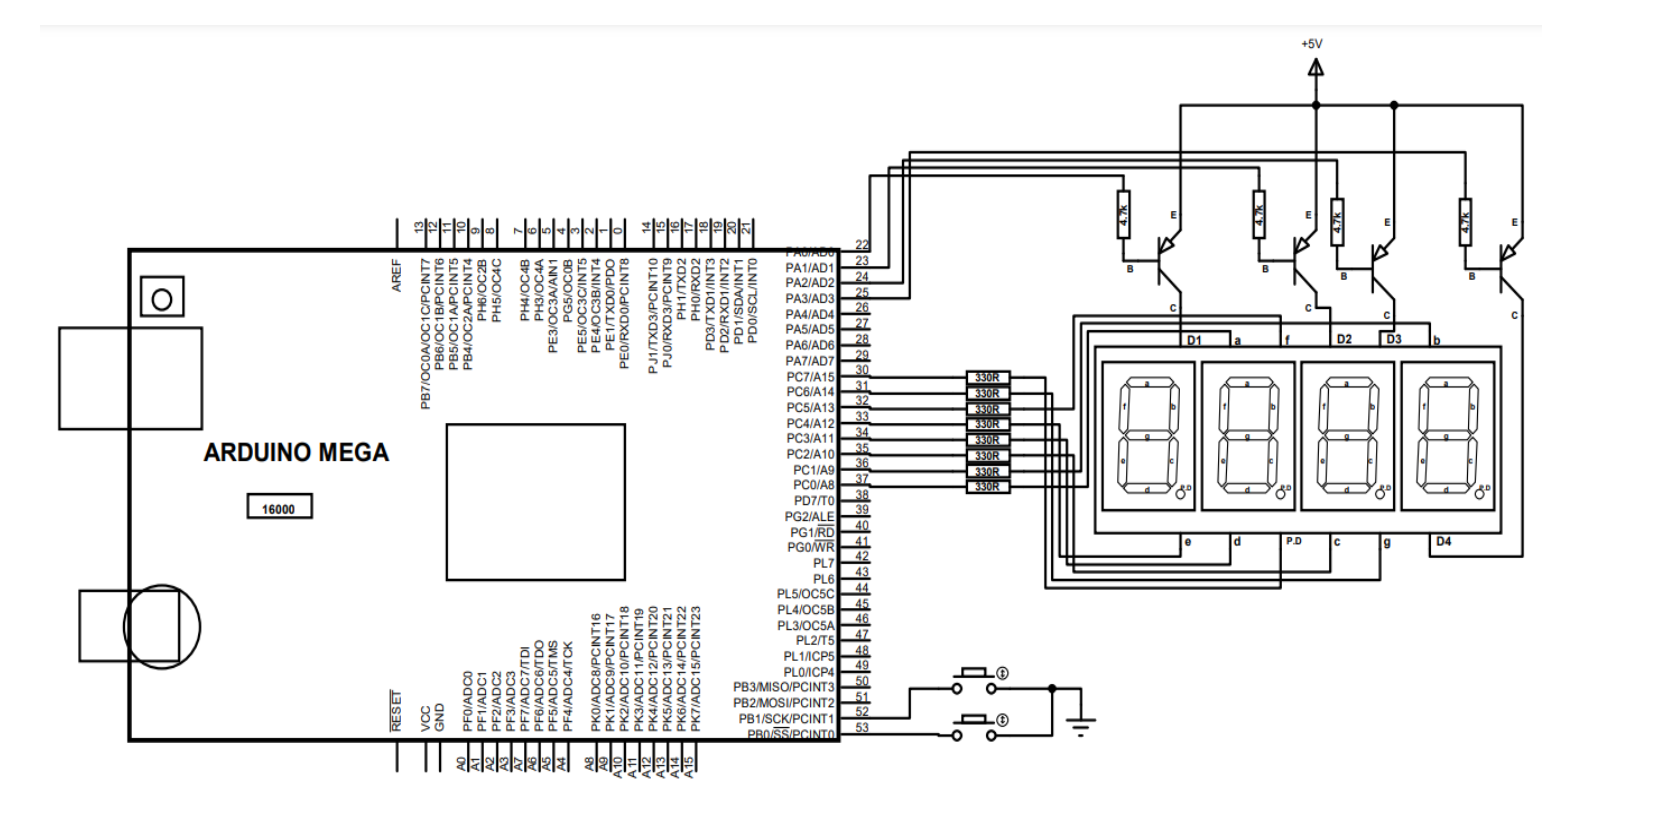 +5V
4.7k
4.7k
4.7k
4.7k
E
E
E
E
B
B
B
B
C
C
C
C
13
12
11
10
9
8
7
6
5
4
3
2
1
0
14
15
16
17
18
19
20
21
AREF
PB7/OC0A/OC1C/PCINT7
PB6/OC1B/PCINT6
PB5/OC1A/PCINT5
PB4/OC2A/PCINT4
PH6/OC2B
PH5/OC4C
PH4/OC4B
PH3/OC4A
PE3/OC3A/AIN1
PG5/OC0B
PE5/OC3C/INT5
PE4/OC3B/INT4
PE1/TXD0/PDO
PE0/RXD0/PCINT8
PJ1/TXD3/PCINT10
PJ0/RXD3/PCINT9
PH1/TXD2
PH0/RXD2
PD3/TXD1/INT3
PD2/RXD1/INT2
PD1/SDA/INT1
PD0/SCL/INT0
PA0/AD0 22
PA1/AD1 23
PA2/AD2 24
PA3/AD3 25
PA4/AD4 26
PA5/AD5 27
PA6/AD6 28
PA7/AD7 29
PC7/A15 30
PC6/A14 31
PC5/A13 32
PC4/A12 33
PC3/A11 34
PC2/A10 35
PC1/A9 36
PC0/A8 37
PD7/T0 38
PG2/ALE 39
PG1/RD 40
PG0/WR 41
PL7 42
PL6 43
PL5/OC5C 44
PL4/OC5B 45
PL3/OC5A 46
PL2/T5 47
PL1/ICP5 48
PL0/ICP4 49
PB3/MISO/PCINT3 50
PB2/MOSI/PCINT2 51
PB1/SCK/PCINT1 52
PB0/SS/PCINT0 53
330R
330R
330R
330R
330R
330R
330R
330R
D1 a f D2 D3 b
a a a a
f b f b f b f b
g g g g
e c e c e c e c
d P.D d P.D d P.D d P.D
e d P.D c g D4
ARDUINO MEGA
16000
RESET
VCC
GND
PF0/ADC0
PF1/ADC1
PF2/ADC2
PF3/ADC3
PF7/ADC7/TDI
PF6/ADC6/TDO
PF5/ADC5/TMS
PF4/ADC4/TCK
PK0/ADC8/PCINT16
PK1/ADC9/PCINT17
PK2/ADC10/PCINT18
PK3/ADC11/PCINT19
PK4/ADC12/PCINT20
PK5/ADC13/PCINT21
PK6/ADC14/PCINT22
PK7/ADC15/PCINT23
A0
A1
A2
A3
A7
A6
A5
A4
A8
A9
A10
A11
A12
A13
A14
A15